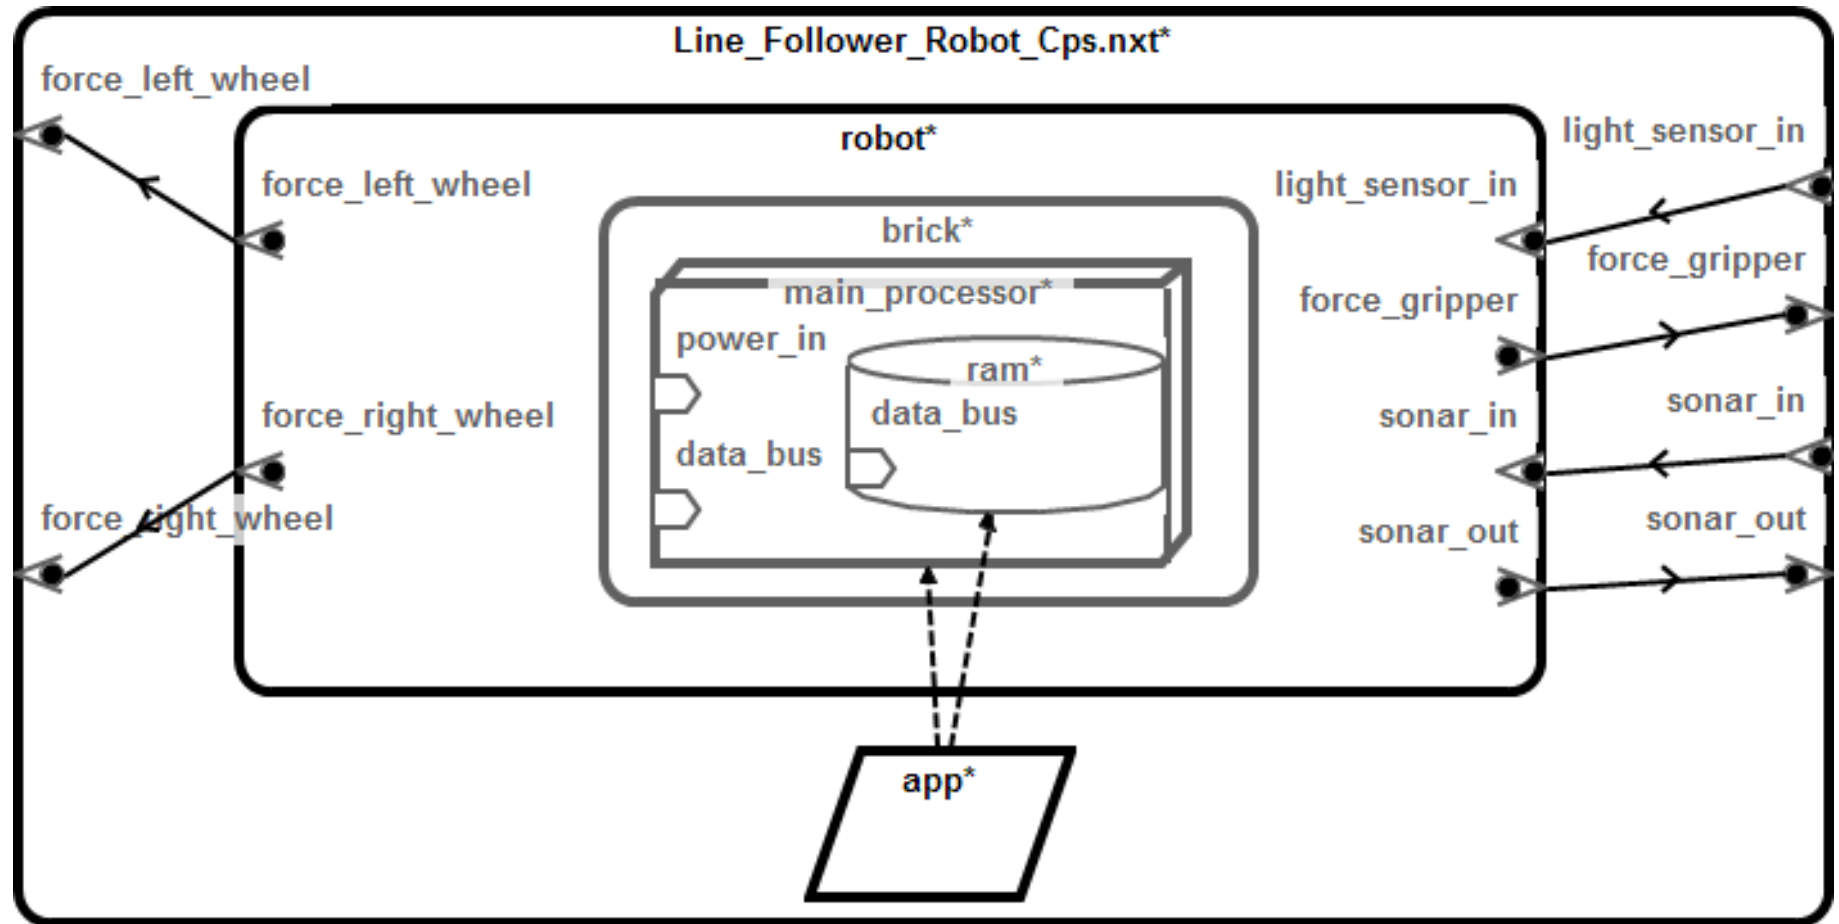 Line_Follower_Robot_Cps.nxt*
force_left_wheel
robot*
light_sensor_in
force_left_wheel
light_sensor_in
brick*
force_gripper
main_processor*
force_gripper
power_in
ram*
sonar_in
data_bus
force_right_wheel
sonar_in
data_bus
force_right_wheel
sonar_out
sonar_out
app*